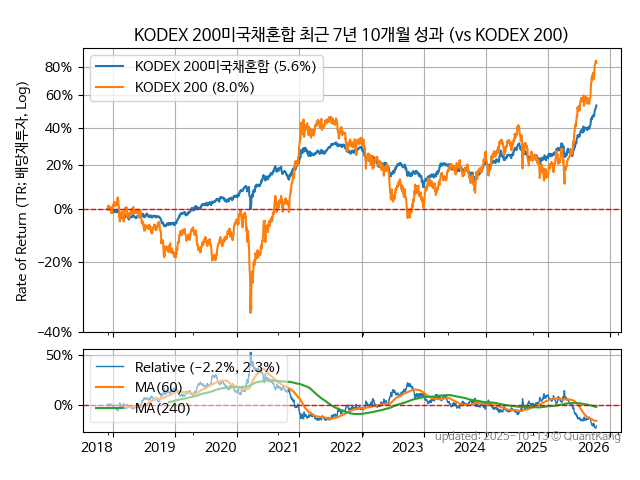 KODEX 200미국채혼합 최근 7년 10개월 성과 (vs KODEX 200)
Rate of Return (TR: 배당재투자, Log)
KODEX 200미국채혼합 (5.6%)
KODEX 200 (8.0%)
80%
60%
40%
20%
0%
−20%
−40%
50%
0%
Relative (−2.2%, 2.3%)
MA(60)
MA(240)
updated: 2025-10-13 © QuantKang
2018 2019 2020 2021 2022 2023 2024 2025 2026